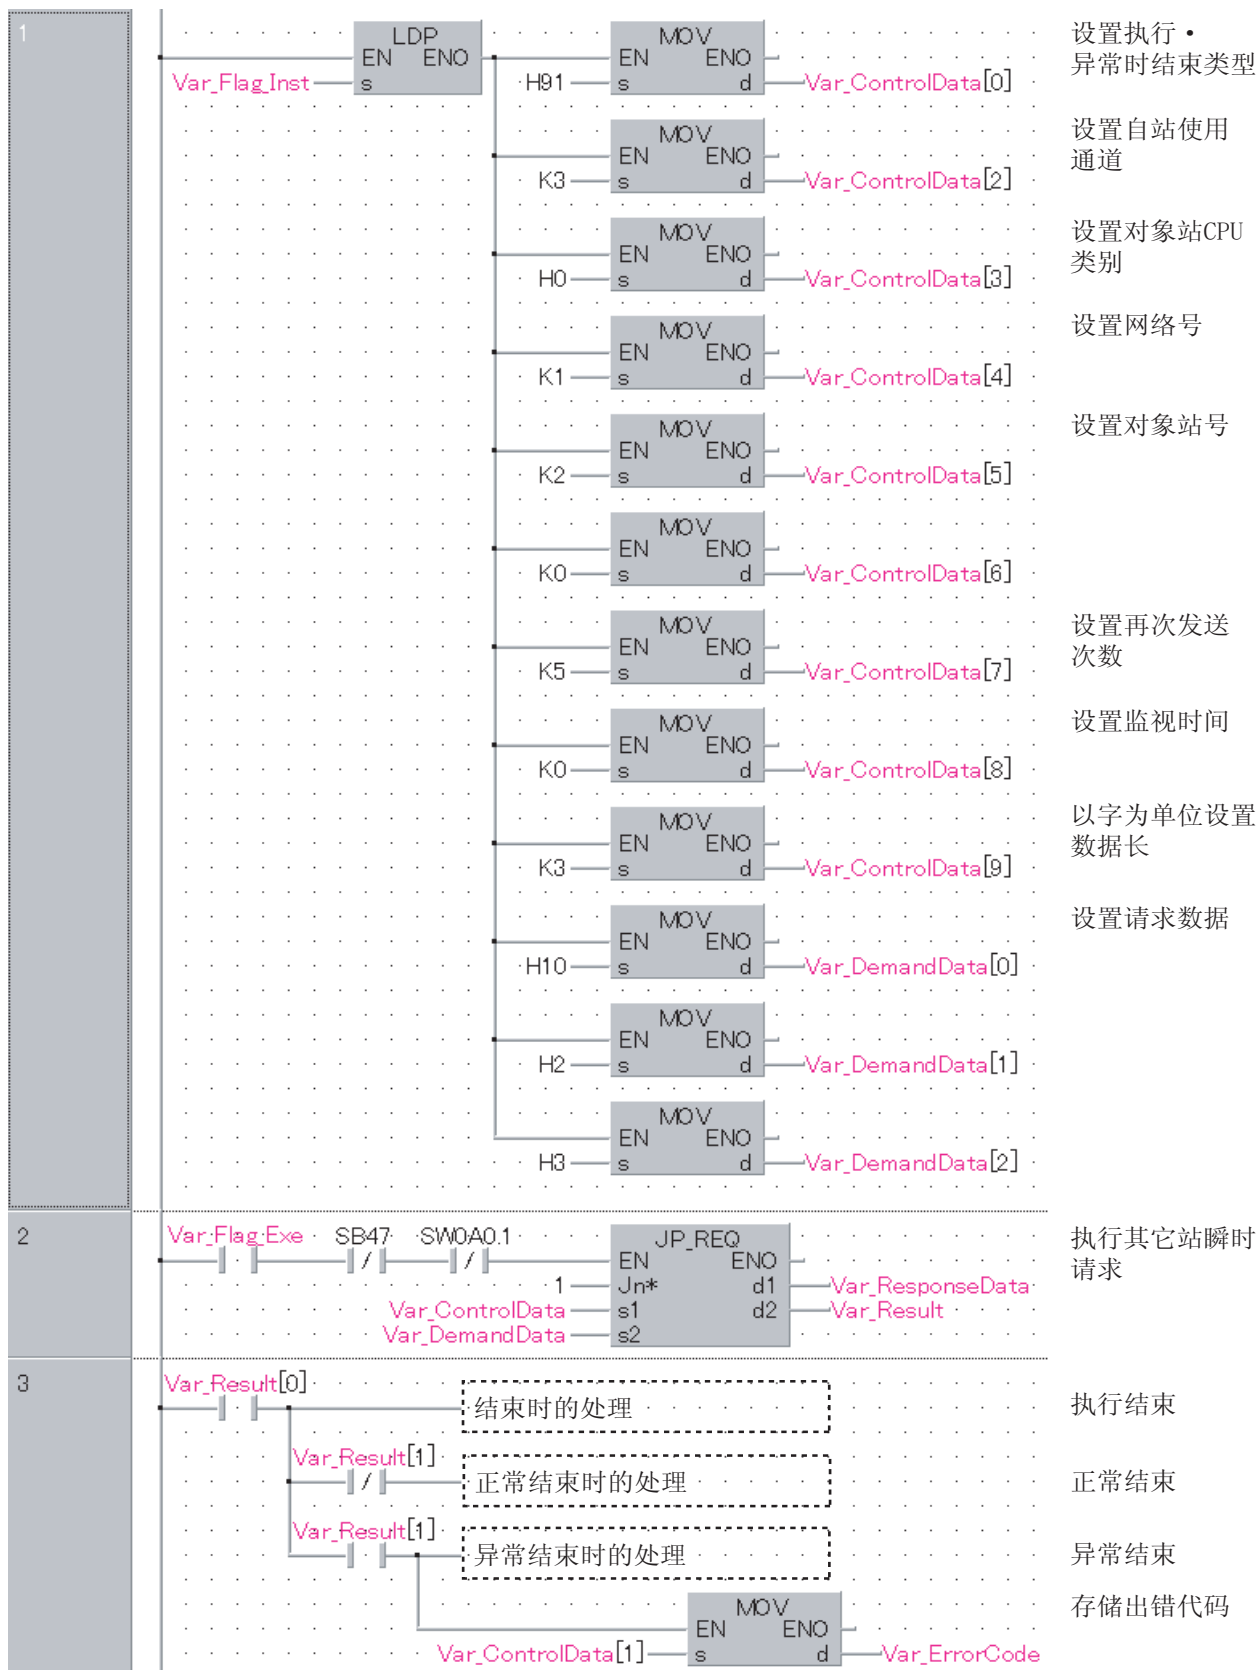 1
LDP
EN ENO
Var_Flag_Inst s
MOV
EN ENO
H91 s d Var_ControlData[0]
设置执行・
异常时结束类型
MOV
EN ENO
K3 s d Var_ControlData[2]
设置自站使用
通道
MOV
EN ENO
H0 s d Var_ControlData[3]
设置对象站CPU
类别
MOV
EN ENO
K1 s d Var_ControlData[4]
设置网络号
MOV
EN ENO
K2 s d Var_ControlData[5]
设置对象站号
MOV
EN ENO
K0 s d Var_ControlData[6]
MOV
EN ENO
K5 s d Var_ControlData[7]
设置再次发送
次数
MOV
EN ENO
K0 s d Var_ControlData[8]
设置监视时间
MOV
EN ENO
K3 s d Var_ControlData[9]
以字为单位设置
数据长
MOV
EN ENO
H10 s d Var_DemandData[0]
设置请求数据
MOV
EN ENO
H2 s d Var_DemandData[1]
MOV
EN ENO
H3 s d Var_DemandData[2]
2
Var_Flag_Exe SB47 SW0A0.1
JP_REQ
EN ENO
1 Jn* d1 Var_ResponseData
Var_ControlData s1 d2 Var_Result
Var_DemandData s2
执行其它站瞬时
请求
3
Var_Result[0]
结束时的处理
执行结束
Var_Result[1]
正常结束时的处理
正常结束
Var_Result[1]
异常结束时的处理
异常结束
MOV
EN ENO
Var_ControlData[1] s d Var_ErrorCode
存储出错代码